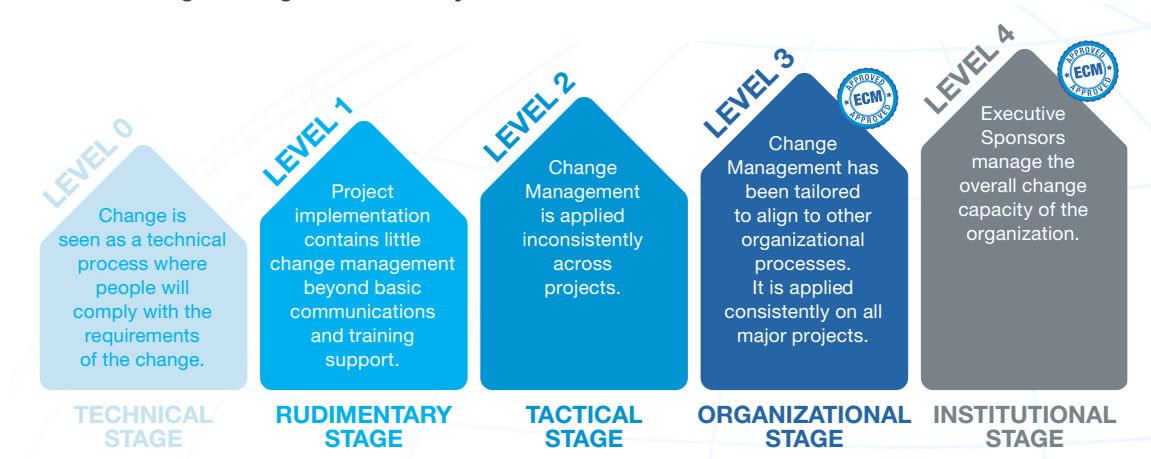 LEVEL 0
Change is
seen as a technical
process where
people will
comply with the
requirements
of the change.
TECHNICAL
STAGE
LEVEL 1
Project
implementation
contains little
change management
beyond basic
communications
and training
support.
RUDIMENTARY
STAGE
LEVEL 2
Change
Management
is applied
inconsistently
across
projects.
TACTICAL
STAGE
LEVEL 3
APPROVED
ECM
APPROVED
Change
Management has
been tailored
to align to other
organizational
processes.
It is applied
consistently on all
major projects.
ORGANIZATIONAL
STAGE
LEVEL 4
APPROVED
ECM
APPROVED
Executive
Sponsors
manage the
overall change
capacity of the
organization.
INSTITUTIONAL
STAGE